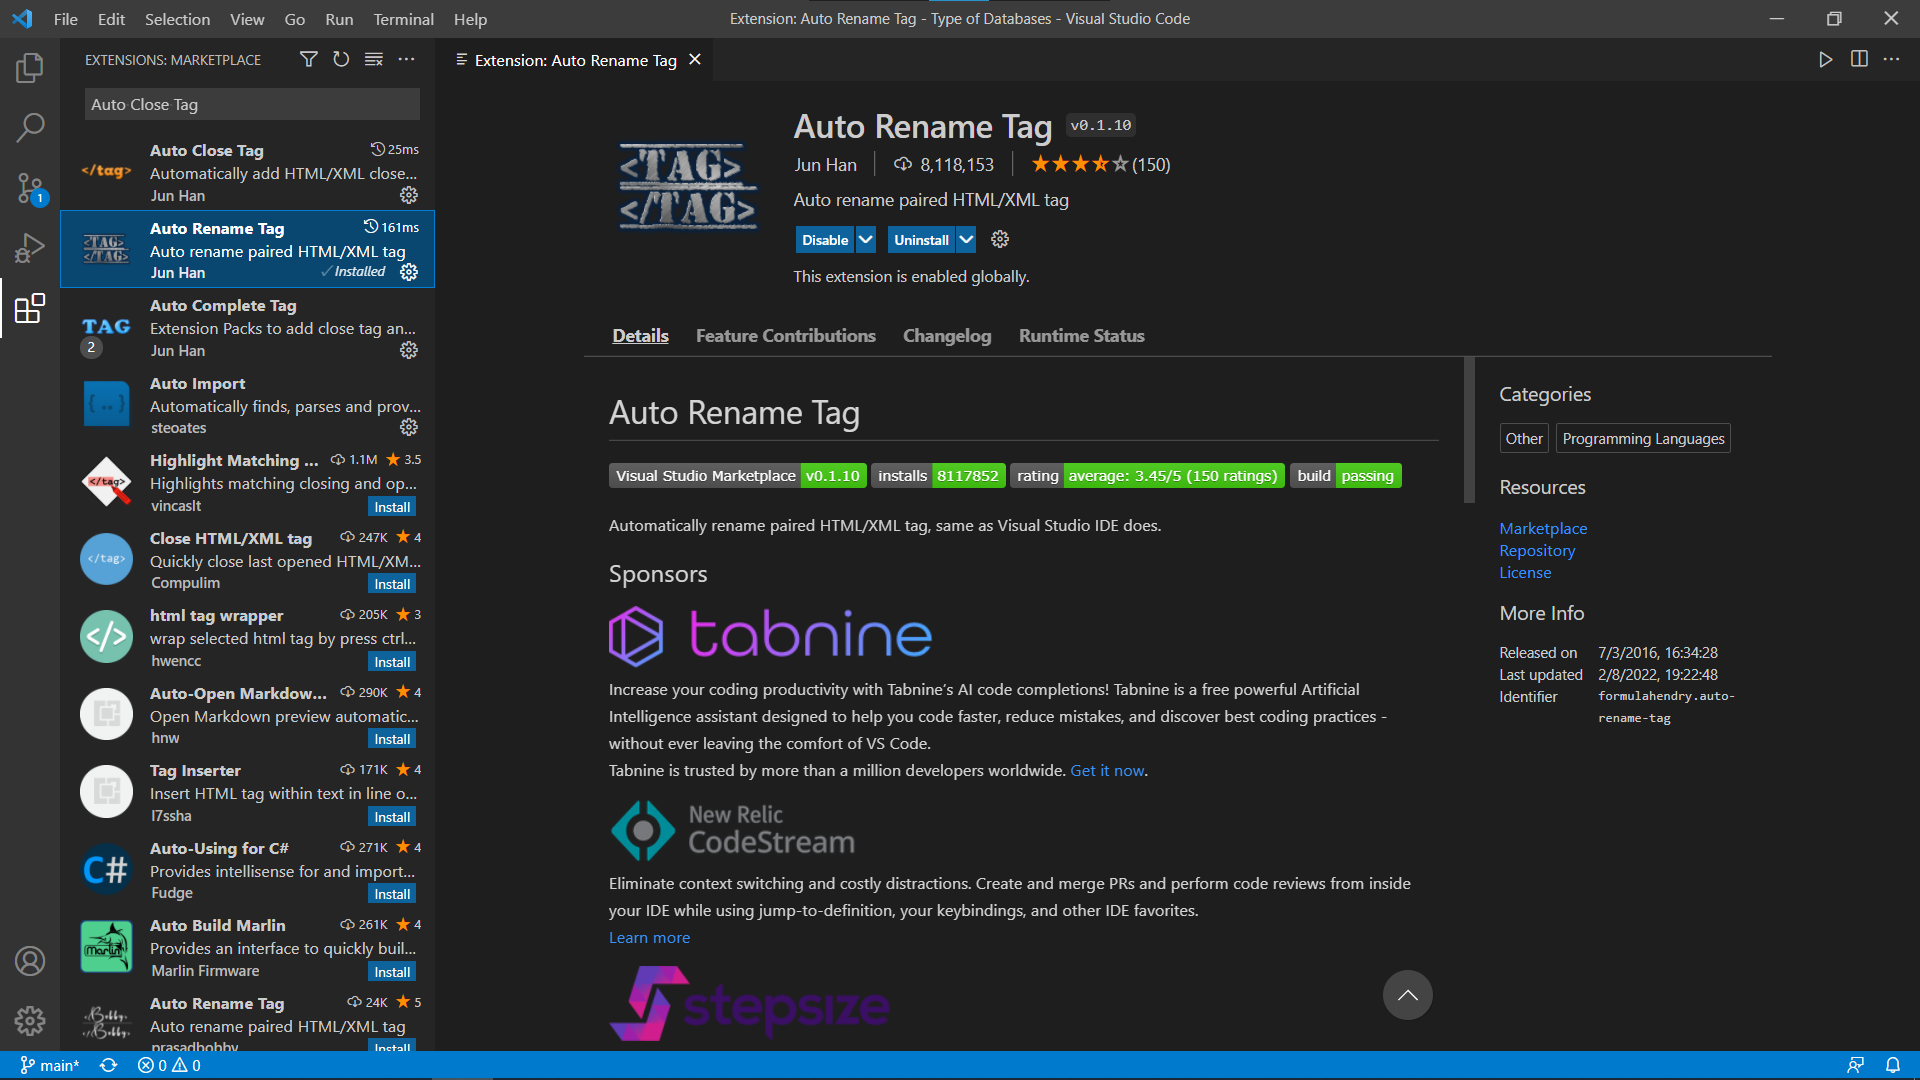 File Edit Selection View Go Run Terminal Help
Extension: Auto Rename Tag - Type of Databases - Visual Studio Code
EXTENSIONS: MARKETPLACE
Extension: Auto Rename Tag
Auto Close Tag
1
</tag>
Auto Close Tag 25ms
Automatically add HTML/XML close...
Jun Han
<TAG>
</TAG>
Auto Rename Tag 161ms
Auto rename paired HTML/XML tag
Jun Han Installed
TAG
2
Auto Complete Tag
Extension Packs to add close tag an...
Jun Han
{..}
Auto Import
Automatically finds, parses and prov...
steoates
</tag>
Highlight Matching ... 1.1M 3.5
Highlights matching closing and op...
vincaslt Install
</tag>
Close HTML/XML tag 247K 4
Quickly close last opened HTML/XM...
Compulim Install
</>
html tag wrapper 205K 3
wrap selected html tag by press ctrl...
hwencc Install
Auto-Open Markdow... 290K 4
Open Markdown preview automatic...
hnw Install
Tag Inserter 171K 4
Insert HTML tag within text in line o...
l7ssha Install
C#
Auto-Using for C# 271K 4
Provides intellisense for and import...
Fudge Install
Marlin
Auto Build Marlin 261K 4
Provides an interface to quickly buil...
Marlin Firmware Install
Auto Rename Tag 24K 5
Auto rename paired HTML/XML tag
prasadbobby Install
<TAG>
</TAG>
Auto Rename Tag v0.1.10
Jun Han 8,118,153 (150)
Auto rename paired HTML/XML tag
Disable Uninstall
This extension is enabled globally.
Details Feature Contributions Changelog Runtime Status
Auto Rename Tag
Visual Studio Marketplace v0.1.10 installs 8117852 rating average: 3.45/5 (150 ratings) build passing
Automatically rename paired HTML/XML tag, same as Visual Studio IDE does.
Sponsors
tabnine
Increase your coding productivity with Tabnine's AI code completions! Tabnine is a free powerful Artificial
Intelligence assistant designed to help you code faster, reduce mistakes, and discover best coding practices -
without ever leaving the comfort of VS Code.
Tabnine is trusted by more than a million developers worldwide. Get it now.
New Relic
CodeStream
Eliminate context switching and costly distractions. Create and merge PRs and perform code reviews from inside
your IDE while using jump-to-definition, your keybindings, and other IDE favorites.
Learn more
stepsize
Categories
Other Programming Languages
Resources
Marketplace
Repository
License
More Info
Released on 7/3/2016, 16:34:28
Last updated 2/8/2022, 19:22:48
Identifier formulahendry.auto-
rename-tag
main* 0 0